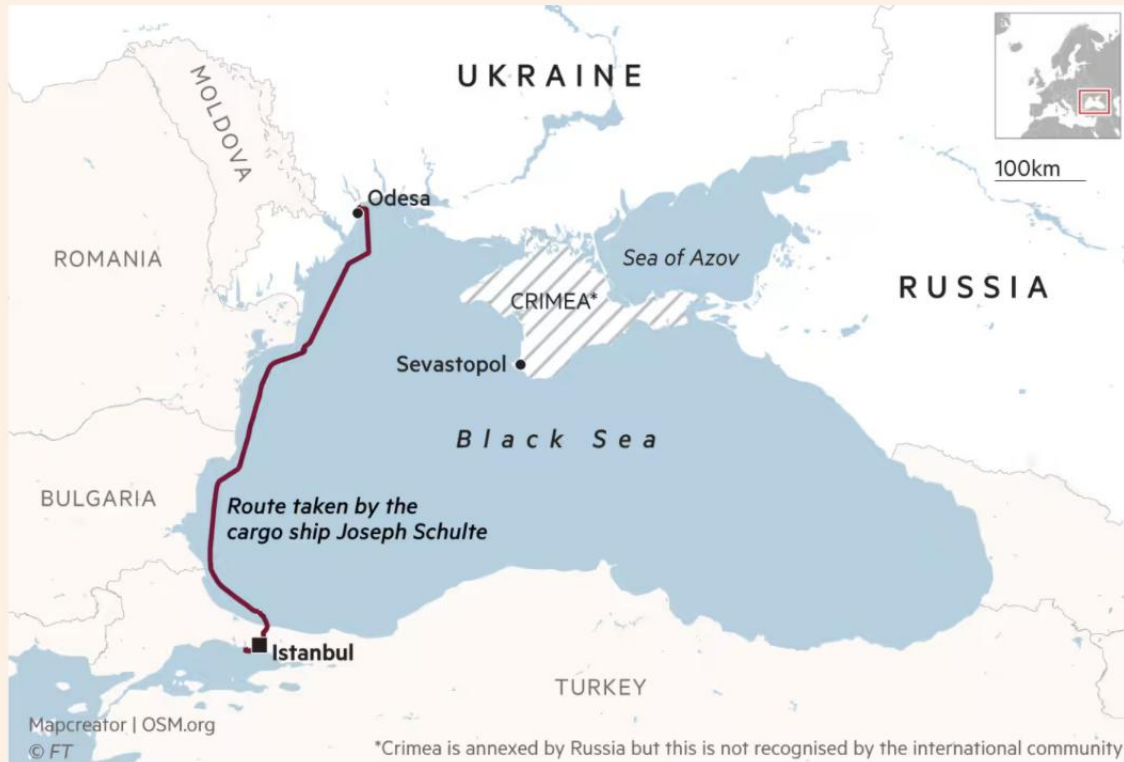 UKRAINE
MOLDOVA
100km
Odesa
ROMANIA
Sea of Azov
RUSSIA
CRIMEA*
Sevastopol
Black Sea
BULGARIA
Route taken by the
cargo ship Joseph Schulte
Istanbul
TURKEY
Mapcreator | OSM.org
© FT
*Crimea is annexed by Russia but this is not recognised by the international community